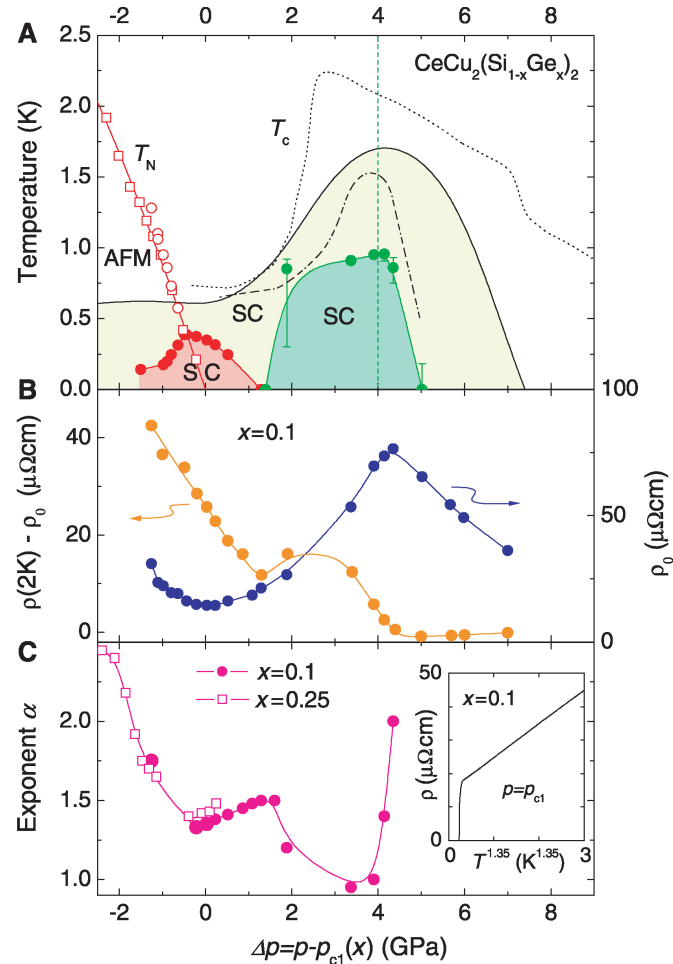 -2 0 2 4 6 8
A
2.5
2.0
1.5
1.0
0.5
0.0
Temperature (K)
CeCu2(Si1-xGex)2
TN
Tc
AFM
SC
SC
SC
B
40
20
0
ρ(2K) - ρ0 (μΩcm)
x=0.1
100
50
0
ρ0 (μΩcm)
C
2.0
1.5
1.0
Exponent α
x=0.1
x=0.25
50
0
ρ (μΩcm)
x=0.1
p=pc1
0 3
T1.35 (K1.35)
-2 0 2 4 6 8
Δp=p-pc1(x) (GPa)